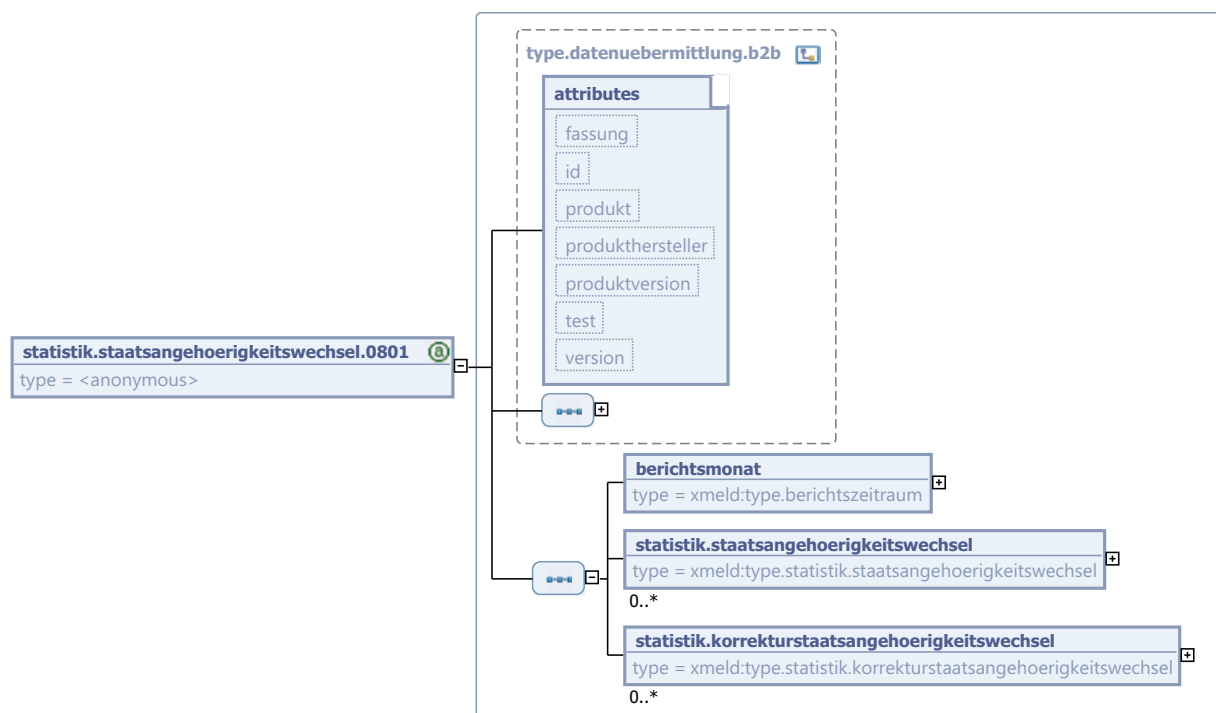 type.datenuebermittlung.b2b
attributes
fassung
id
produkt
produkthersteller
produktversion
test
version
statistik.staatsangehoerigkeitswechsel.0801
type = <anonymous>
berichtsmonat
type = xmeld:type.berichtszeitraum
statistik.staatsangehoerigkeitswechsel
type = xmeld:type.statistik.staatsangehoerigkeitswechsel
0..*
statistik.korrekturstaatsangehoerigkeitswechsel
type = xmeld:type.statistik.korrekturstaatsangehoerigkeitswechsel
0..*